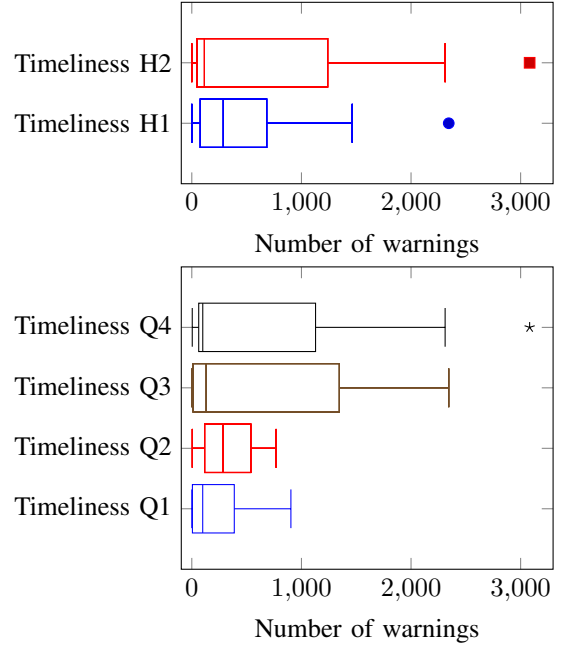 Timeliness H2
Timeliness H1
0 1,000 2,000 3,000
Number of warnings
Timeliness Q4
Timeliness Q3
Timeliness Q2
Timeliness Q1
0 1,000 2,000 3,000
Number of warnings